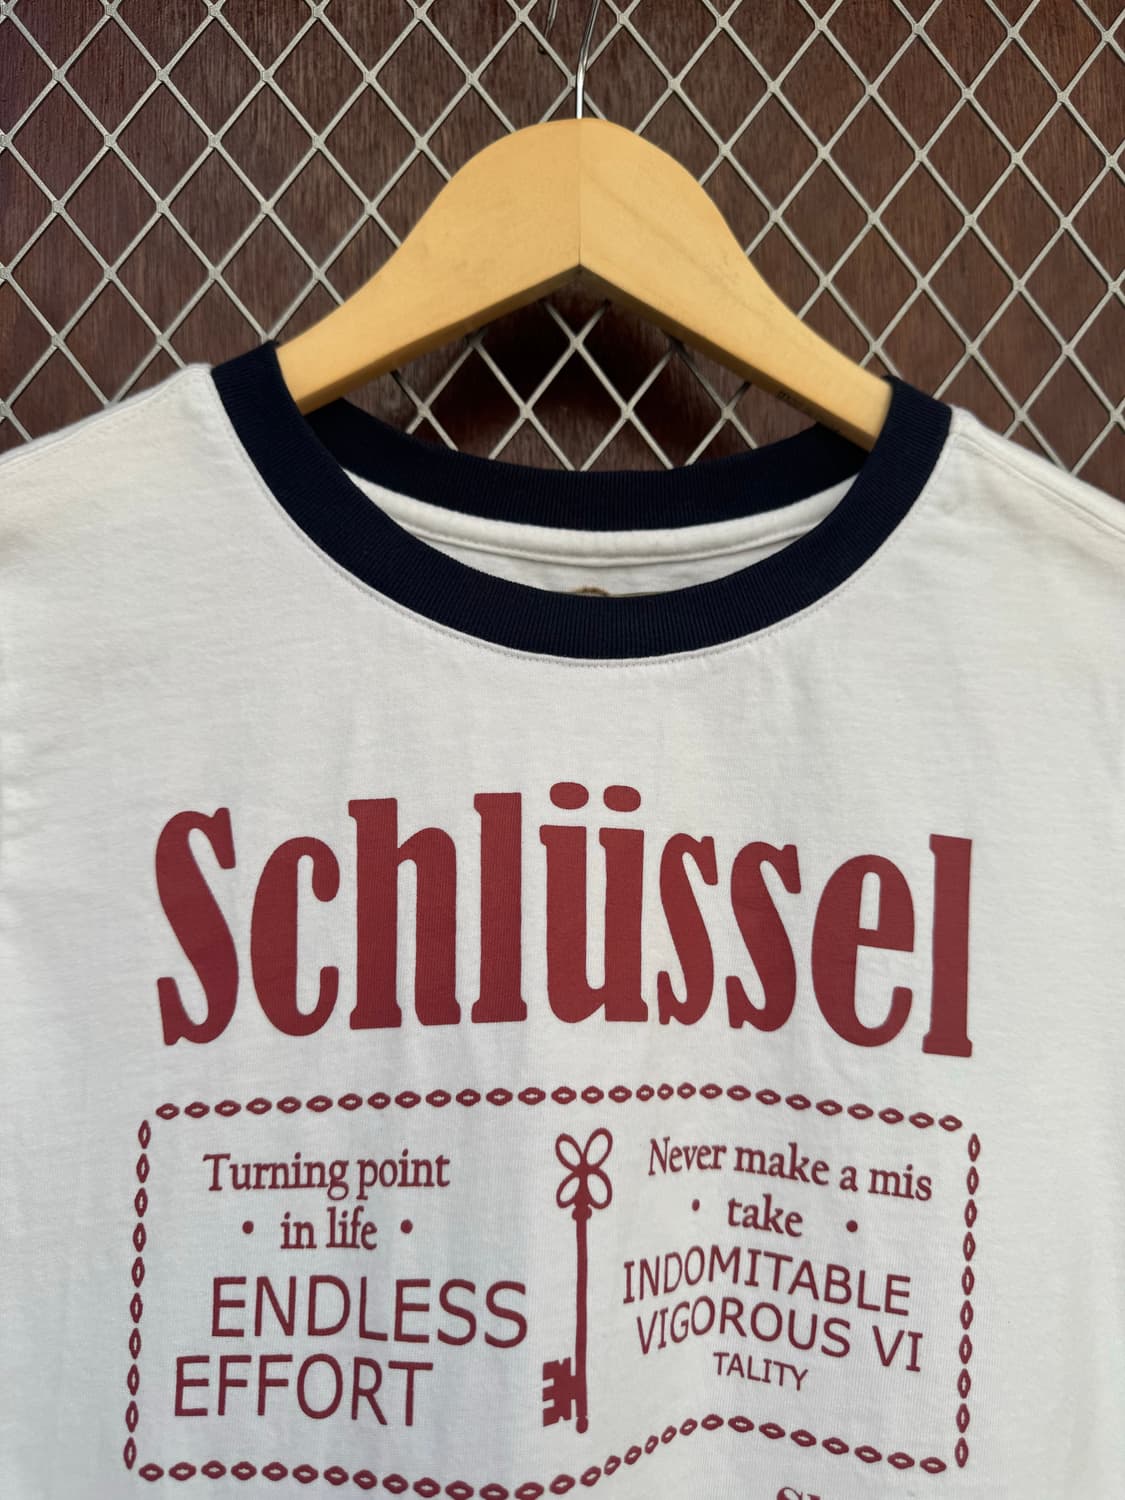 Schlüssel
Turning point
• in life •
ENDLESS
EFFORT
Never make a mis
• take •
INDOMITABLE
VIGOROUS VI
TALITY